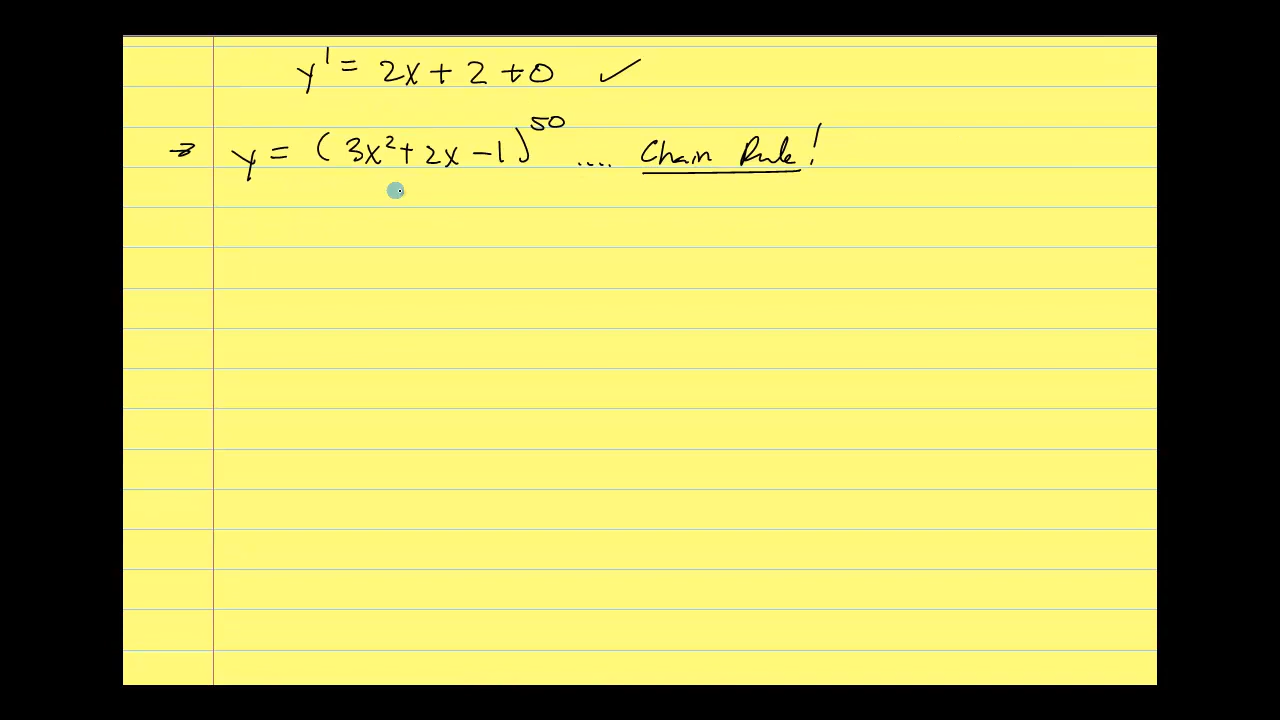 y' = 2x + 2 + 0 ✓
→ y = (3x² + 2x - 1)⁵⁰ .... Chain Rule!